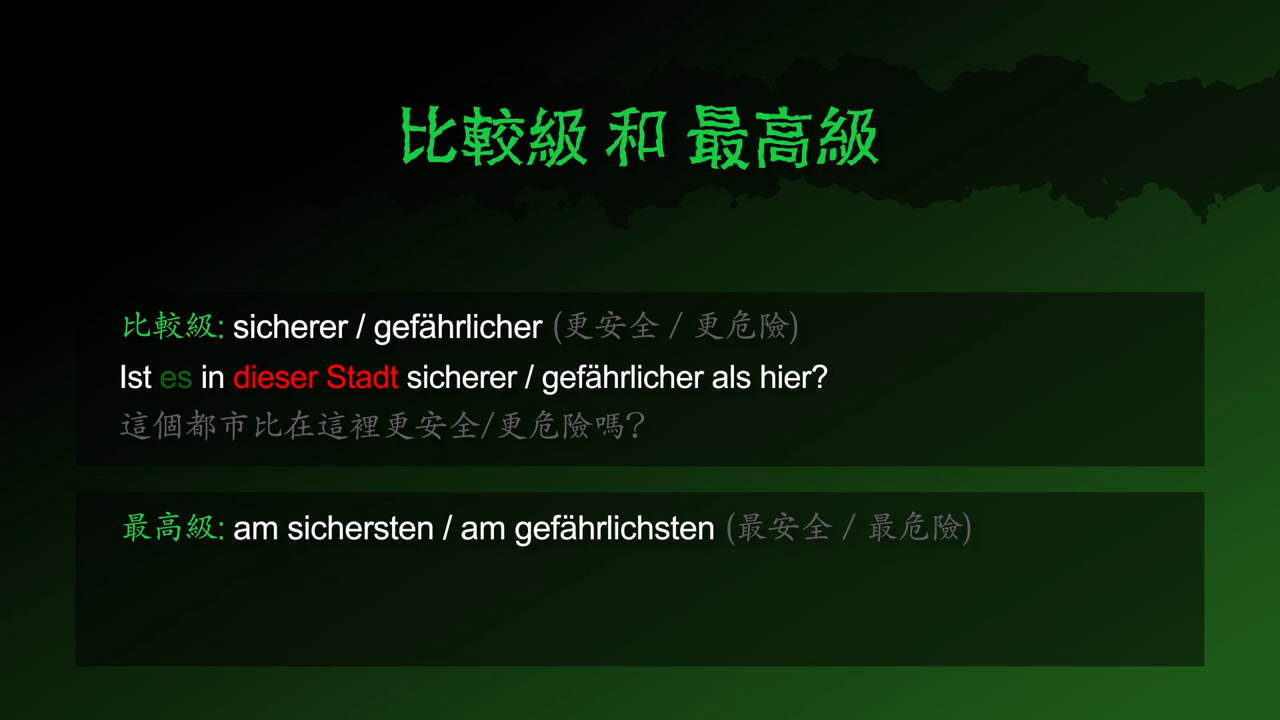 比較級 和 最高級
比較級: sicherer / gefährlicher (更安全 / 更危險)
Ist es in dieser Stadt sicherer / gefährlicher als hier?
這個都市比在這裡更安全/更危險嗎?
最高級: am sichersten / am gefährlichsten (最安全 / 最危險)